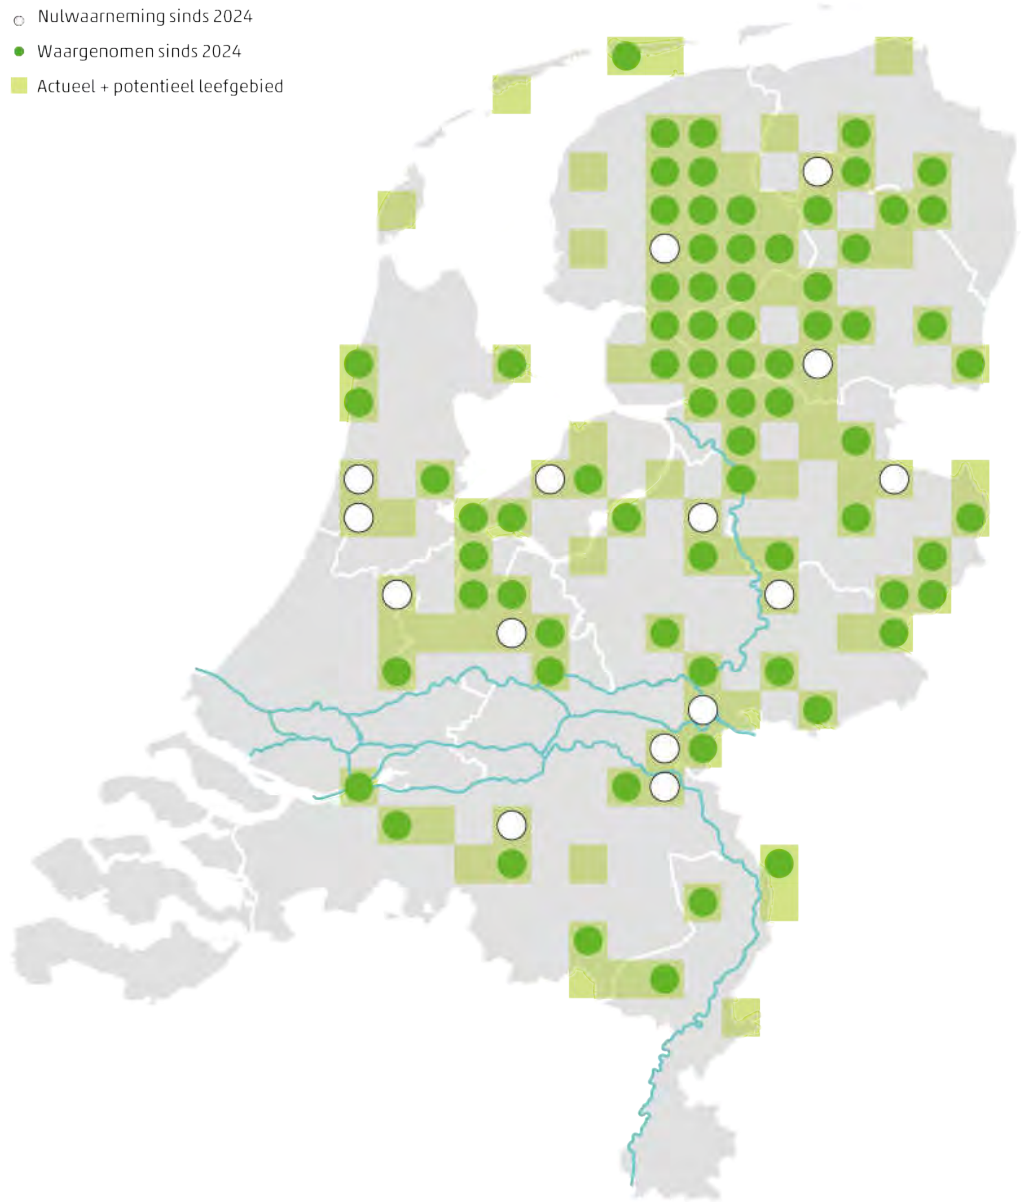 Nulwaarneming sinds 2024
Waargenomen sinds 2024
Actueel + potentieel leefgebied